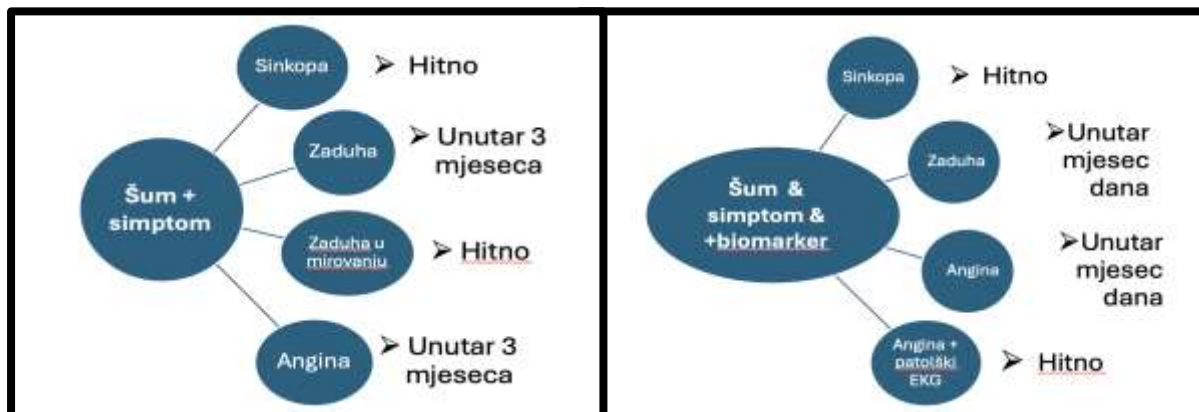 Šum +
simptom
Sinkopa
➢ Hitno
Zaduha
➢ Unutar 3
mjeseca
Zaduha u
mirovanju
➢ Hitno
Angina
➢ Unutar 3
mjeseca
Šum &
simptom &
+biomarker
Sinkopa
➢ Hitno
Zaduha
➢Unutar
mjesec
dana
Angina
➢Unutar
mjesec
dana
Angina +
patolški
EKG
➢ Hitno